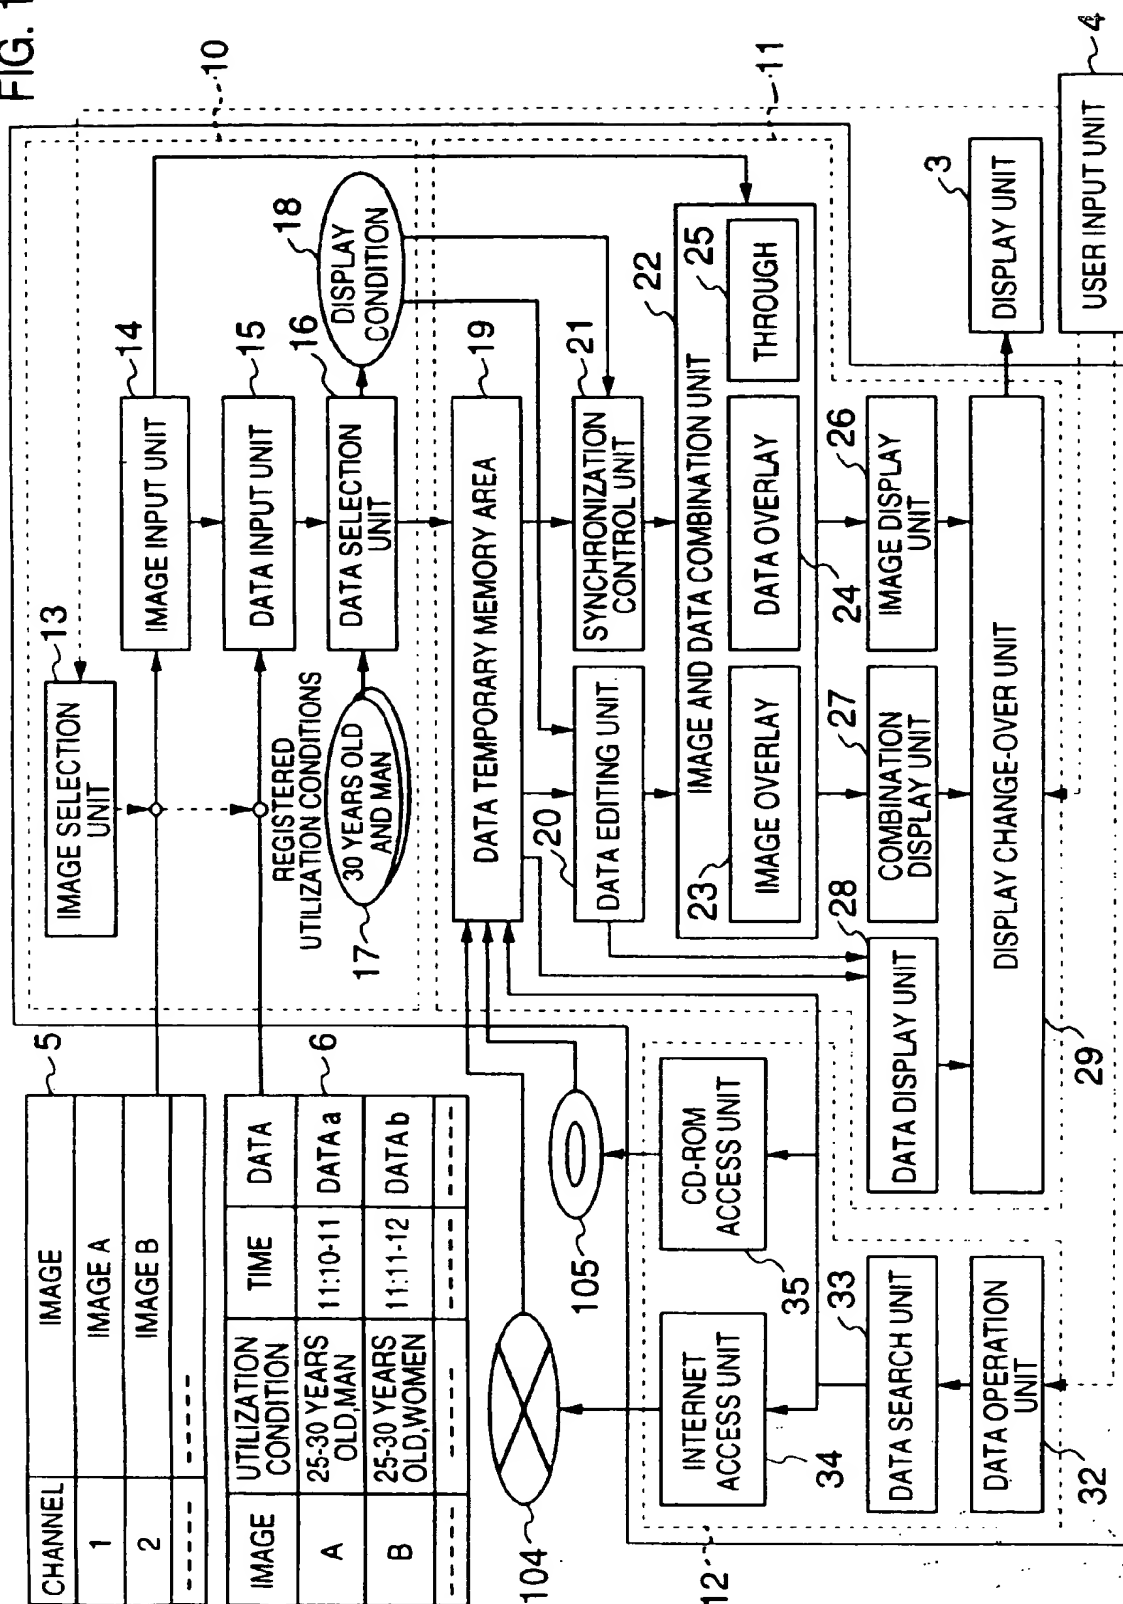 FIG. 1
CHANNEL
IMAGE
1
IMAGE A
2
IMAGE B
5
IMAGE
UTILIZATION
CONDITION
TIME
DATA
A
25-30 YEARS
OLD,MAN
11:10-11
DATA a
B
25-30 YEARS
OLD,WOMEN
11:11-12
DATA b
6
10
IMAGE SELECTION
UNIT
13
IMAGE INPUT UNIT
14
DATA INPUT UNIT
15
DATA SELECTION
UNIT
16
REGISTERED
UTILIZATION CONDITIONS
30 YEARS OLD
AND MAN
17
DISPLAY
CONDITION
18
11
DATA TEMPORARY MEMORY AREA
19
20
DATA EDITING UNIT
SYNCHRONIZATION
CONTROL UNIT
21
IMAGE AND DATA COMBINATION UNIT
22
23
IMAGE OVERLAY
DATA OVERLAY
24
THROUGH
25
IMAGE DISPLAY
UNIT
26
COMBINATION
DISPLAY UNIT
27
DATA DISPLAY UNIT
28
DISPLAY CHANGE-OVER UNIT
29
DISPLAY UNIT
3
USER INPUT UNIT
4
104
105
12
INTERNET
ACCESS UNIT
34
CD-ROM
ACCESS UNIT
35
DATA SEARCH UNIT
33
DATA OPERATION
UNIT
32